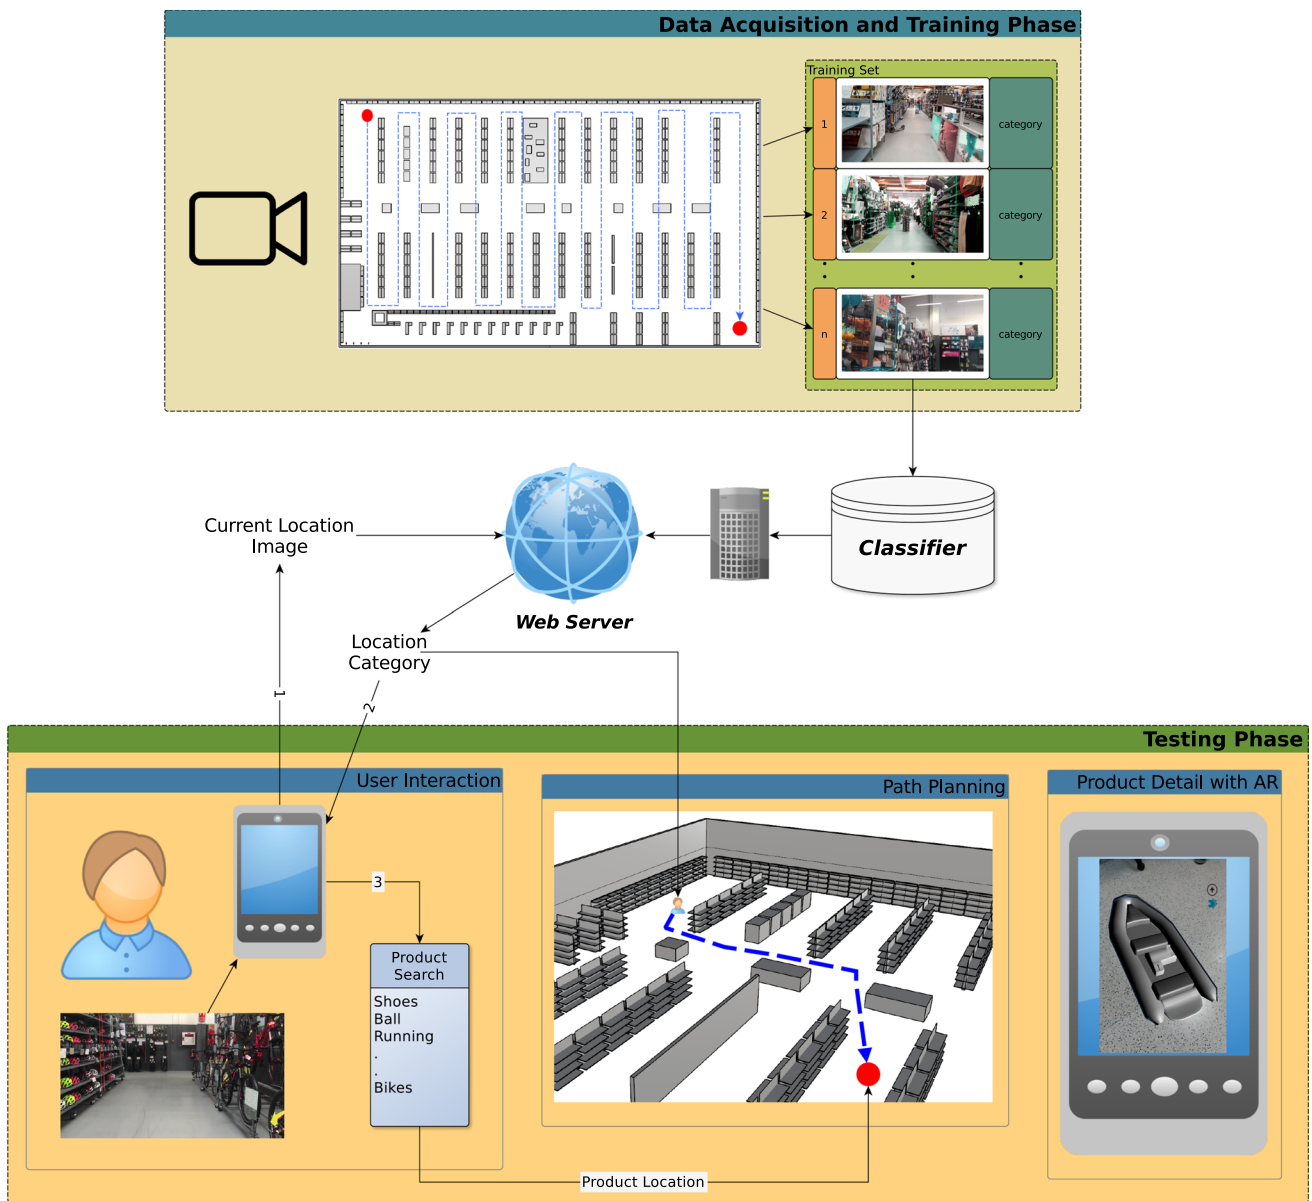 Data Acquisition and Training Phase
Training Set
1
category
2
category
n
category
Current Location
Image
Classifier
Web Server
Location
Category
1
2
Testing Phase
User Interaction
Path Planning
Product Detail with AR
3
Product
Search
Shoes
Ball
Running
.
.
Bikes
Product Location